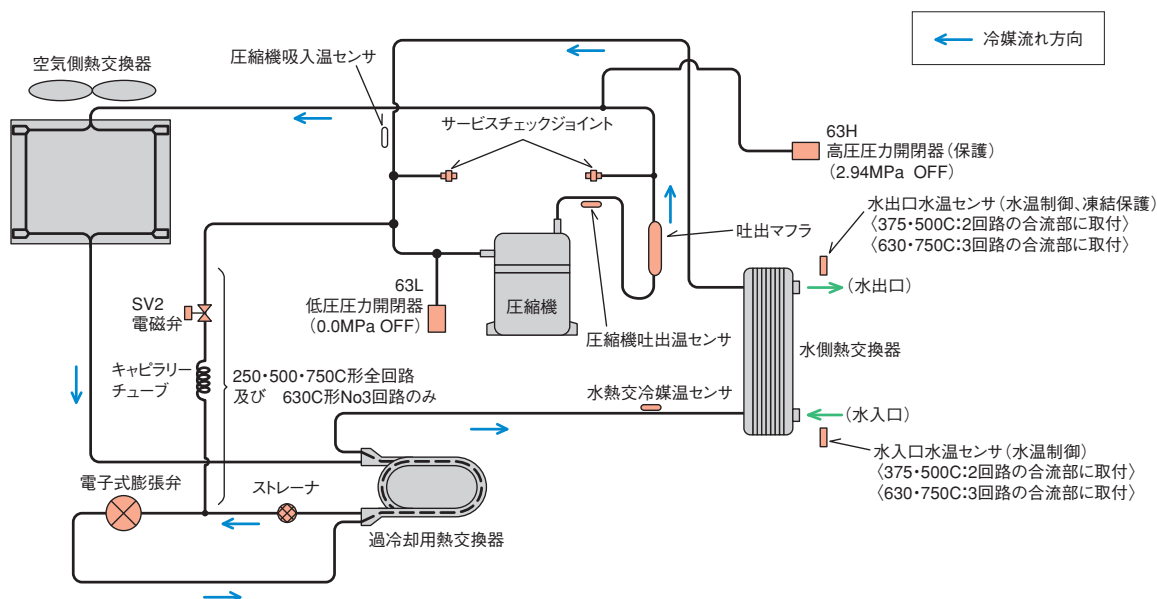 冷媒流れ方向
空気側熱交換器
圧縮機吸入温センサ
サービスチェックジョイント
63H
高圧圧力開閉器(保護)
(2.94MPa OFF)
水出口水温センサ(水温制御、凍結保護)
〈375・500C:2回路の合流部に取付〉
〈630・750C:3回路の合流部に取付〉
吐出マフラ
63L
低圧圧力開閉器
(0.0MPa OFF)
圧縮機
(水出口)
SV2
電磁弁
圧縮機吐出温センサ
水側熱交換器
キャピラリー
チューブ
250・500・750C形全回路
及び 630C形No3回路のみ
水熱交冷媒温センサ
(水入口)
水入口水温センサ(水温制御)
〈375・500C:2回路の合流部に取付〉
〈630・750C:3回路の合流部に取付〉
電子式膨張弁
ストレーナ
過冷却用熱交換器